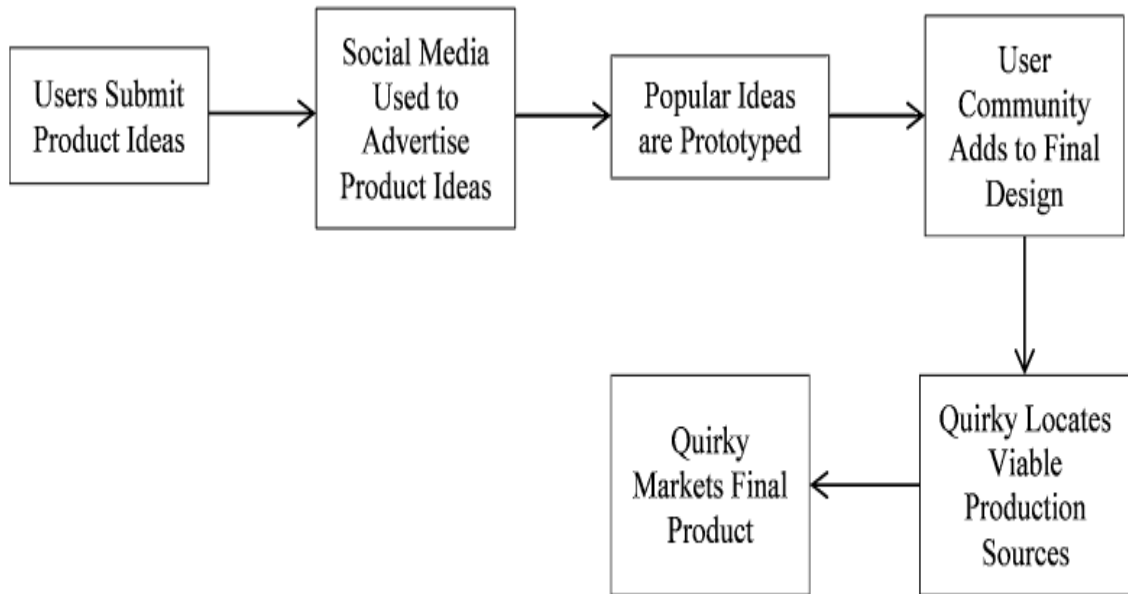 Users Submit
Product Ideas
Social Media
Used to
Advertise
Product Ideas
Popular Ideas
are Prototyped
User
Community
Adds to Final
Design
Quirky Locates
Viable
Production
Sources
Quirky
Markets Final
Product